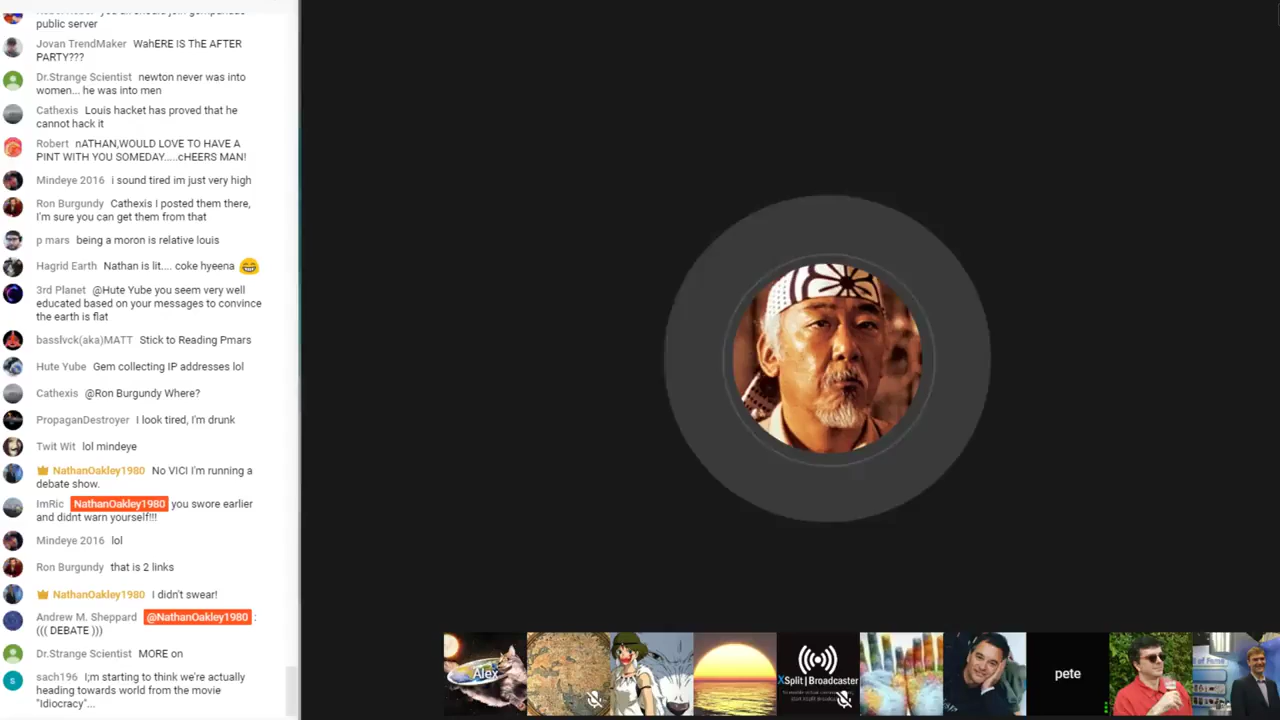 public server
Jovan TrendMaker WahERE IS ThE AFTER
PARTY???
Dr.Strange Scientist newton never was into
women... he was into men
Cathexis Louis hacket has proved that he
cannot hack it
Robert nATHAN,WOULD LOVE TO HAVE A
PINT WITH YOU SOMEDAY.....cHEERS MAN!
Mindeye 2016 i sound tired im just very high
Ron Burgundy Cathexis I posted them there,
I'm sure you can get them from that
p mars being a moron is relative louis
Hagrid Earth Nathan is lit.... coke hyeena
3rd Planet @Hute Yube you seem very well
educated based on your messages to convince
the earth is flat
basslvck(aka)MATT Stick to Reading Pmars
Hute Yube Gem collecting IP addresses lol
Cathexis @Ron Burgundy Where?
PropaganDestroyer I look tired, I'm drunk
Twit Wit lol mindeye
NathanOakley1980 No VICI I'm running a
debate show.
ImRic NathanOakley1980 you swore earlier
and didnt warn yourself!!!
Mindeye 2016 lol
Ron Burgundy that is 2 links
NathanOakley1980 I didn't swear!
Andrew M. Sheppard @NathanOakley1980 :
((( DEBATE )))
Dr.Strange Scientist MORE on
sach196 I;m starting to think we're actually
heading towards world from the movie
"Idiocracy"...
S
Alex
XSplit | Broadcaster
pete